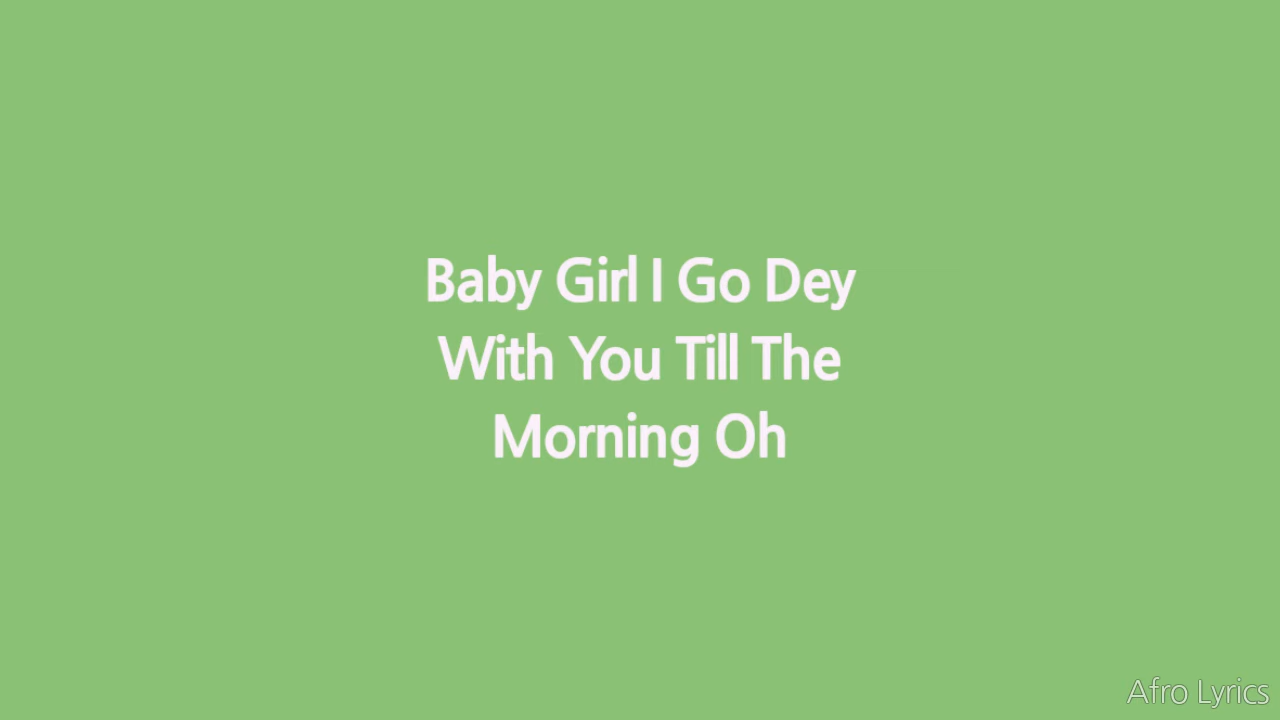 Baby Girl I Go Dey
With You Till The
Morning Oh
Afro Lyrics